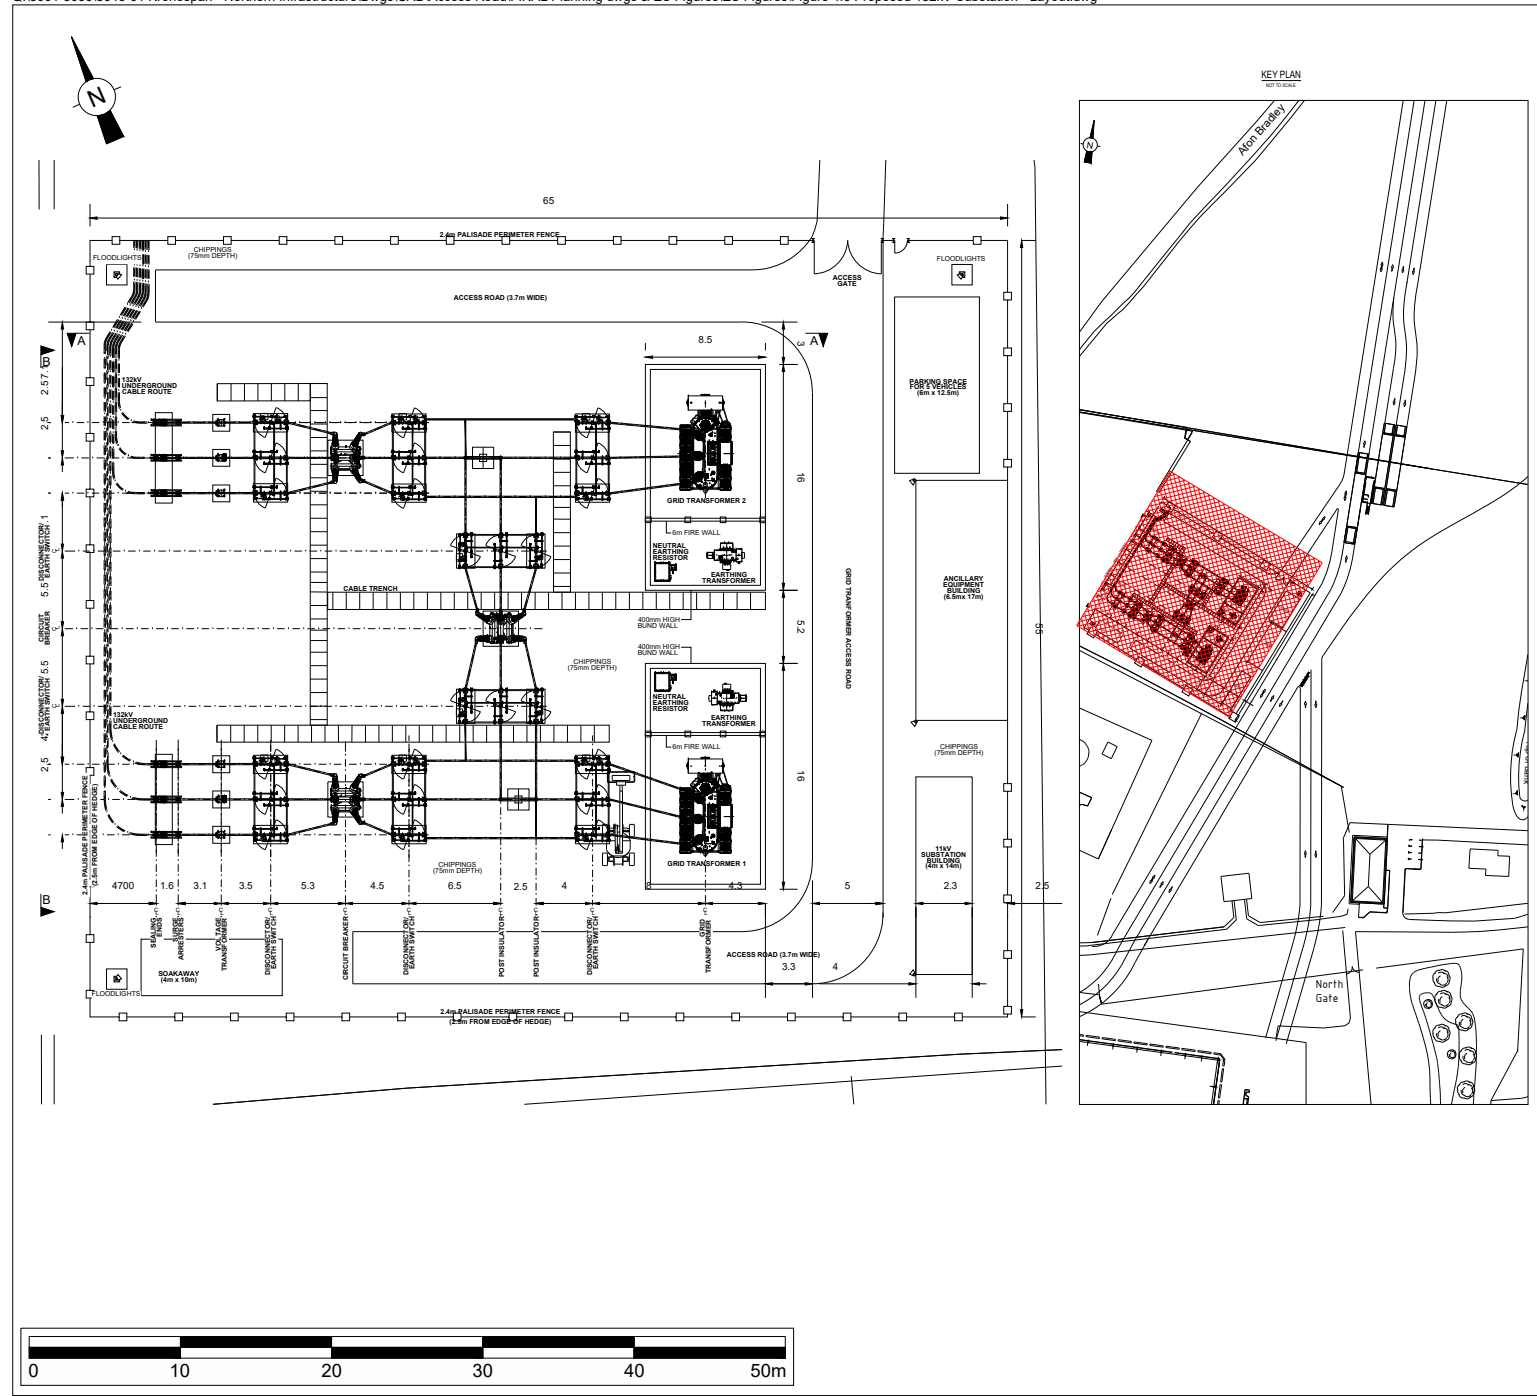 N
KEY PLAN
NOT TO SCALE
N
Afon Bradley
65
2.4m PALISADE PERIMETER FENCE
CHIPPINGS
(75mm DEPTH)
FLOODLIGHTS
FLOODLIGHTS
ACCESS
GATE
ACCESS ROAD (3.7m WIDE)
A
A
B
8.5
3
2.5
2,5
132kV
UNDERGROUND
CABLE ROUTE
PARKING SPACE
FOR 5 VEHICLES
(6m x 12.5m)
16
GRID TRANSFORMER 2
6m FIRE WALL
NEUTRAL
EARTHING
RESISTOR
EARTHING
TRANSFORMER
DISCONNECTOR/
EARTH SWITCH
5.5
CABLE TRENCH
GRID TRANSFORMER ACCESS ROAD
ANCILLARY
EQUIPMENT
BUILDING
(6.5mx 17m)
CIRCUIT
BREAKER
400mm HIGH
BUND WALL
5.2
55
400mm HIGH
BUND WALL
CHIPPINGS
(75mm DEPTH)
5.5
DISCONNECTOR/
EARTH SWITCH
NEUTRAL
EARTHING
RESISTOR
EARTHING
TRANSFORMER
132kV
UNDERGROUND
CABLE ROUTE
6m FIRE WALL
CHIPPINGS
(75mm DEPTH)
2,5
16
2.4m PALISADE PERIMETER FENCE
(2.5m FROM EDGE OF HEDGE)
GRID TRANSFORMER 1
CHIPPINGS
(75mm DEPTH)
11kV
SUBSTATION
BUILDING
(4m x 14m)
4700 1.6 3.1 3.5 5.3 4.5 6.5 2.5 4 8 4.3 5 2.3 2.5
B
SEALING
ENDS
SURGE
ARRESTERS
VOLTAGE
TRANSFORMER
DISCONNECTOR/
EARTH SWITCH
CIRCUIT BREAKER
DISCONNECTOR/
EARTH SWITCH
POST INSULATOR
POST INSULATOR
DISCONNECTOR/
EARTH SWITCH
GRID
TRANSFORMER
ACCESS ROAD (3.7m WIDE)
3.3 4
SOAKAWAY
(4m x 10m)
FLOODLIGHTS
2.4m PALISADE PERIMETER FENCE
(2.5m FROM EDGE OF HEDGE)
North
Gate
0 10 20 30 40 50m